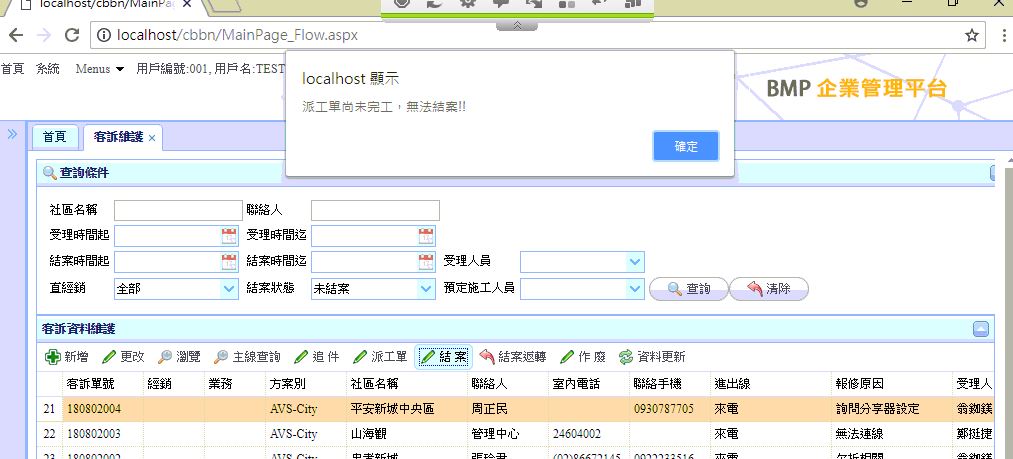 localhost/cbbn/MainPa
localhost/cbbn/MainPage_Flow.aspx
首頁 系統 Menus 用戶編號:001, 用戶名:TEST
BMP 企業管理平台
localhost 顯示
派工單尚未完工，無法結案!!
確定
首頁 客訴維護
查詢條件
社區名稱 聯絡人
受理時間起 受理時間迄
結案時間起 結案時間迄 受理人員
直經銷 全部 結案狀態 未結案 預定施工人員 查詢 清除
客訴資料維護
新增 更改 瀏覽 主線查詢 追件 派工單 結案 結案返轉 作廢 資料更新
客訴單號 經銷 業務 方案別 社區名稱 聯絡人 室內電話 聯絡手機 進出線 報修原因 受理人
21 180802004 AVS-City 平安新城中央區 周正民 0930787705 來電 詢問分享器設定 翁銣鎂
22 180802003 AVS-City 山海觀 管理中心 24604002 來電 無法連線 鄭挺捷
23 180802002 AVS-City (02)86672145 0922233516 來電